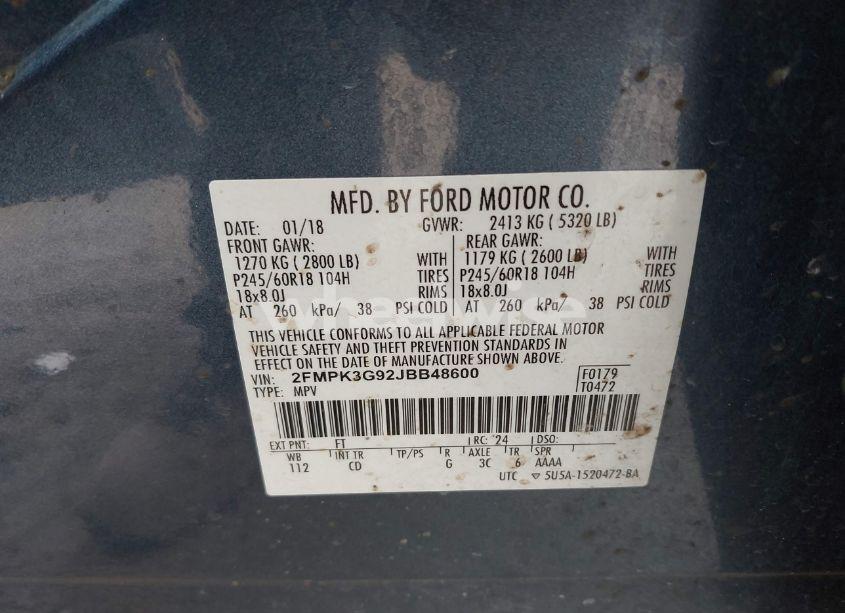 MFD. BY FORD MOTOR CO.
DATE: 01/18 GVWR: 2413 KG ( 5320 LB)
FRONT GAWR: REAR GAWR:
1270 KG ( 2800 LB) WITH 1179 KG ( 2600 LB) WITH
P245/60R18 104H TIRES P245/60R18 104H TIRES
18x8.0J RIMS 18x8.0J RIMS
AT 260 kPa/ 38 PSI COLD AT 260 kPa/ 38 PSI COLD
wheelwise
THIS VEHICLE CONFORMS TO ALL APPLICABLE FEDERAL MOTOR
VEHICLE SAFETY AND THEFT PREVENTION STANDARDS IN
EFFECT ON THE DATE OF MANUFACTURE SHOWN ABOVE.
VIN: 2FMPK3G92JBB48600 F0179
TYPE: MPV T0472
EXT PNT: FT RC: 24 DSO:
WB INT TR TP/PS R AXLE TR SPR
112 CD G 3C 6 AAAA
UTC ▽ 5U5A-1520472-BA